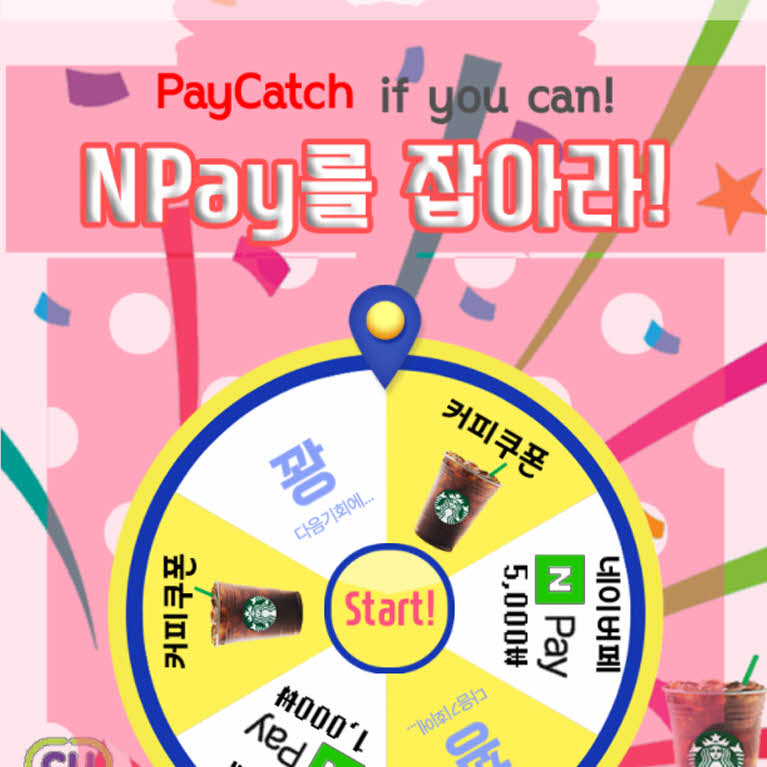 PayCatch if you can!
NPay를 잡아라!
커피쿠폰
꽝
다음기회에...
네이버페
N Pay
5,000₩
커피쿠폰
Start!
1,000₩
Pay
다음기회에...
꽝